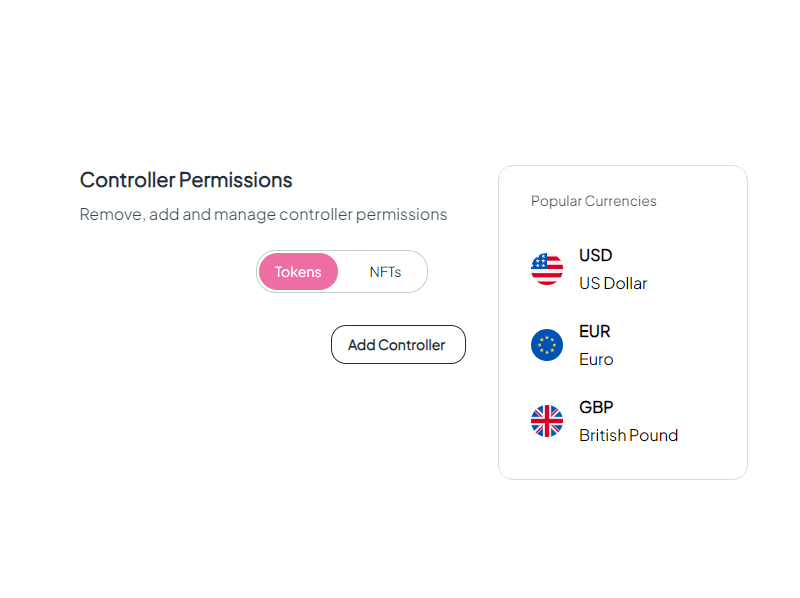 Controller Permissions
Remove, add and manage controller permissions
Tokens
NFTs
Add Controller
Popular Currencies
USD
US Dollar
EUR
Euro
GBP
British Pound